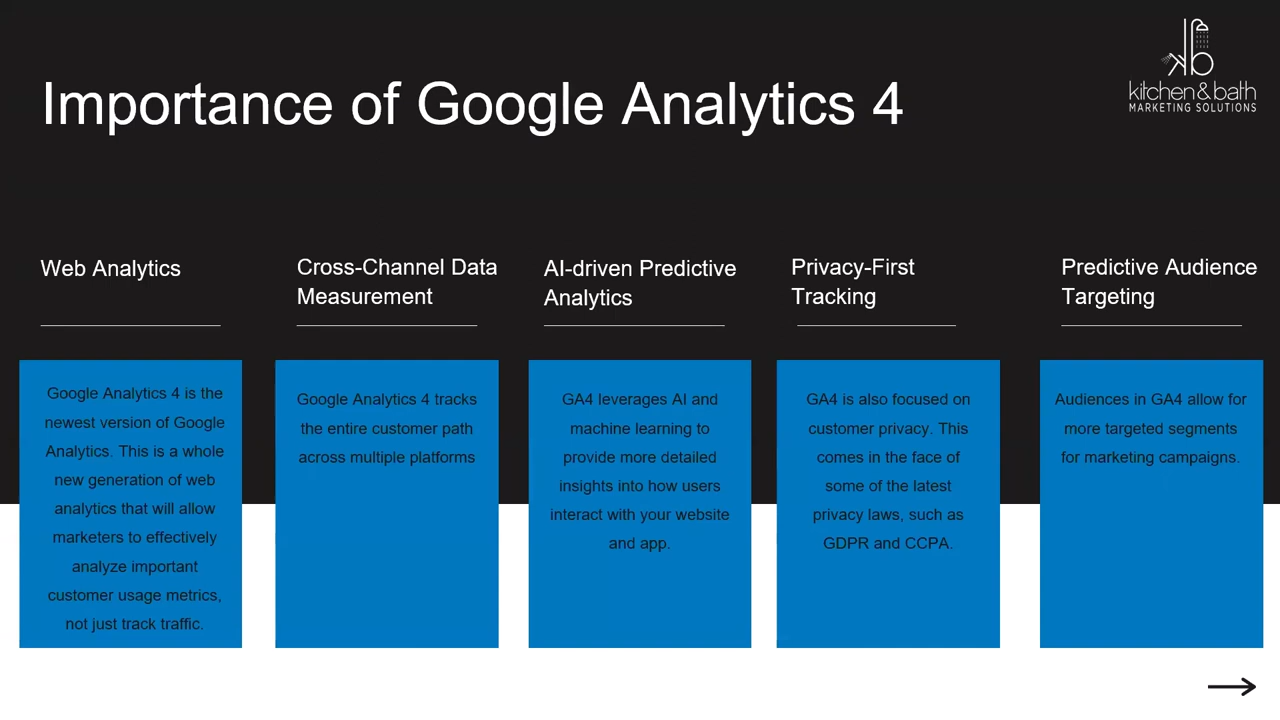 Importance of Google Analytics 4
kb
kitchen&bath
MARKETING SOLUTIONS
Web Analytics
Google Analytics 4 is the
newest version of Google
Analytics. This is a whole
new generation of web
analytics that will allow
marketers to effectively
analyze important
customer usage metrics,
not just track traffic.
Cross-Channel Data
Measurement
Google Analytics 4 tracks
the entire customer path
across multiple platforms
AI-driven Predictive
Analytics
GA4 leverages AI and
machine learning to
provide more detailed
insights into how users
interact with your website
and app.
Privacy-First
Tracking
GA4 is also focused on
customer privacy. This
comes in the face of
some of the latest
privacy laws, such as
GDPR and CCPA.
Predictive Audience
Targeting
Audiences in GA4 allow for
more targeted segments
for marketing campaigns.